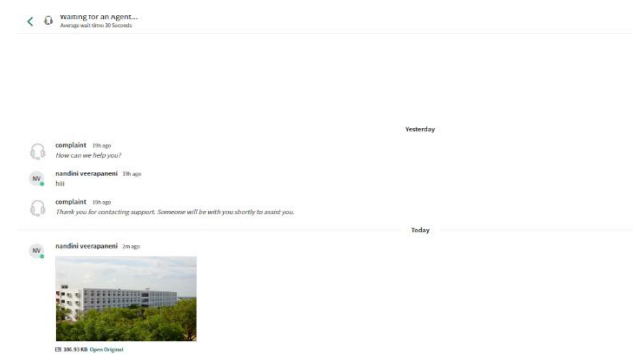 Waiting for an Agent...
Average wait time: 30 Seconds
Yesterday
complaint 19h ago
How can we help you?
NV
nandini veerapaneni 19h ago
hiii
complaint 19h ago
Thank you for contacting support. Someone will be with you shortly to assist you.
Today
NV
nandini veerapaneni 2m ago
106.93 KB Open Original